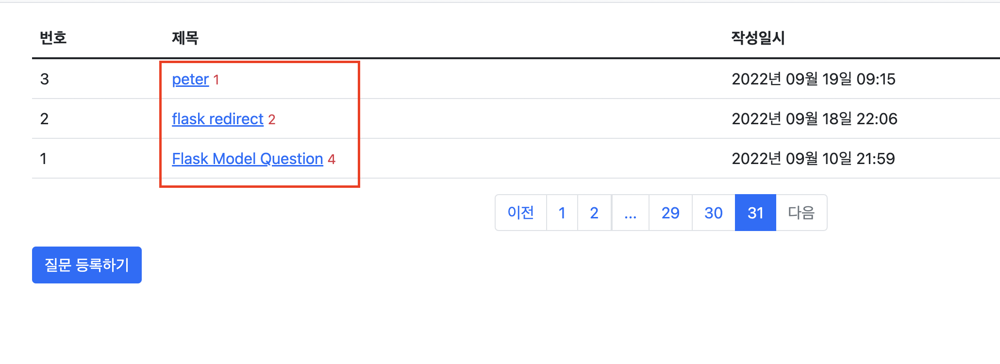 번호 제목 작성일시
3 peter 1 2022년 09월 19일 09:15
2 flask redirect 2 2022년 09월 18일 22:06
1 Flask Model Question 4 2022년 09월 10일 21:59
이전 1 2 ... 29 30 31 다음
질문 등록하기